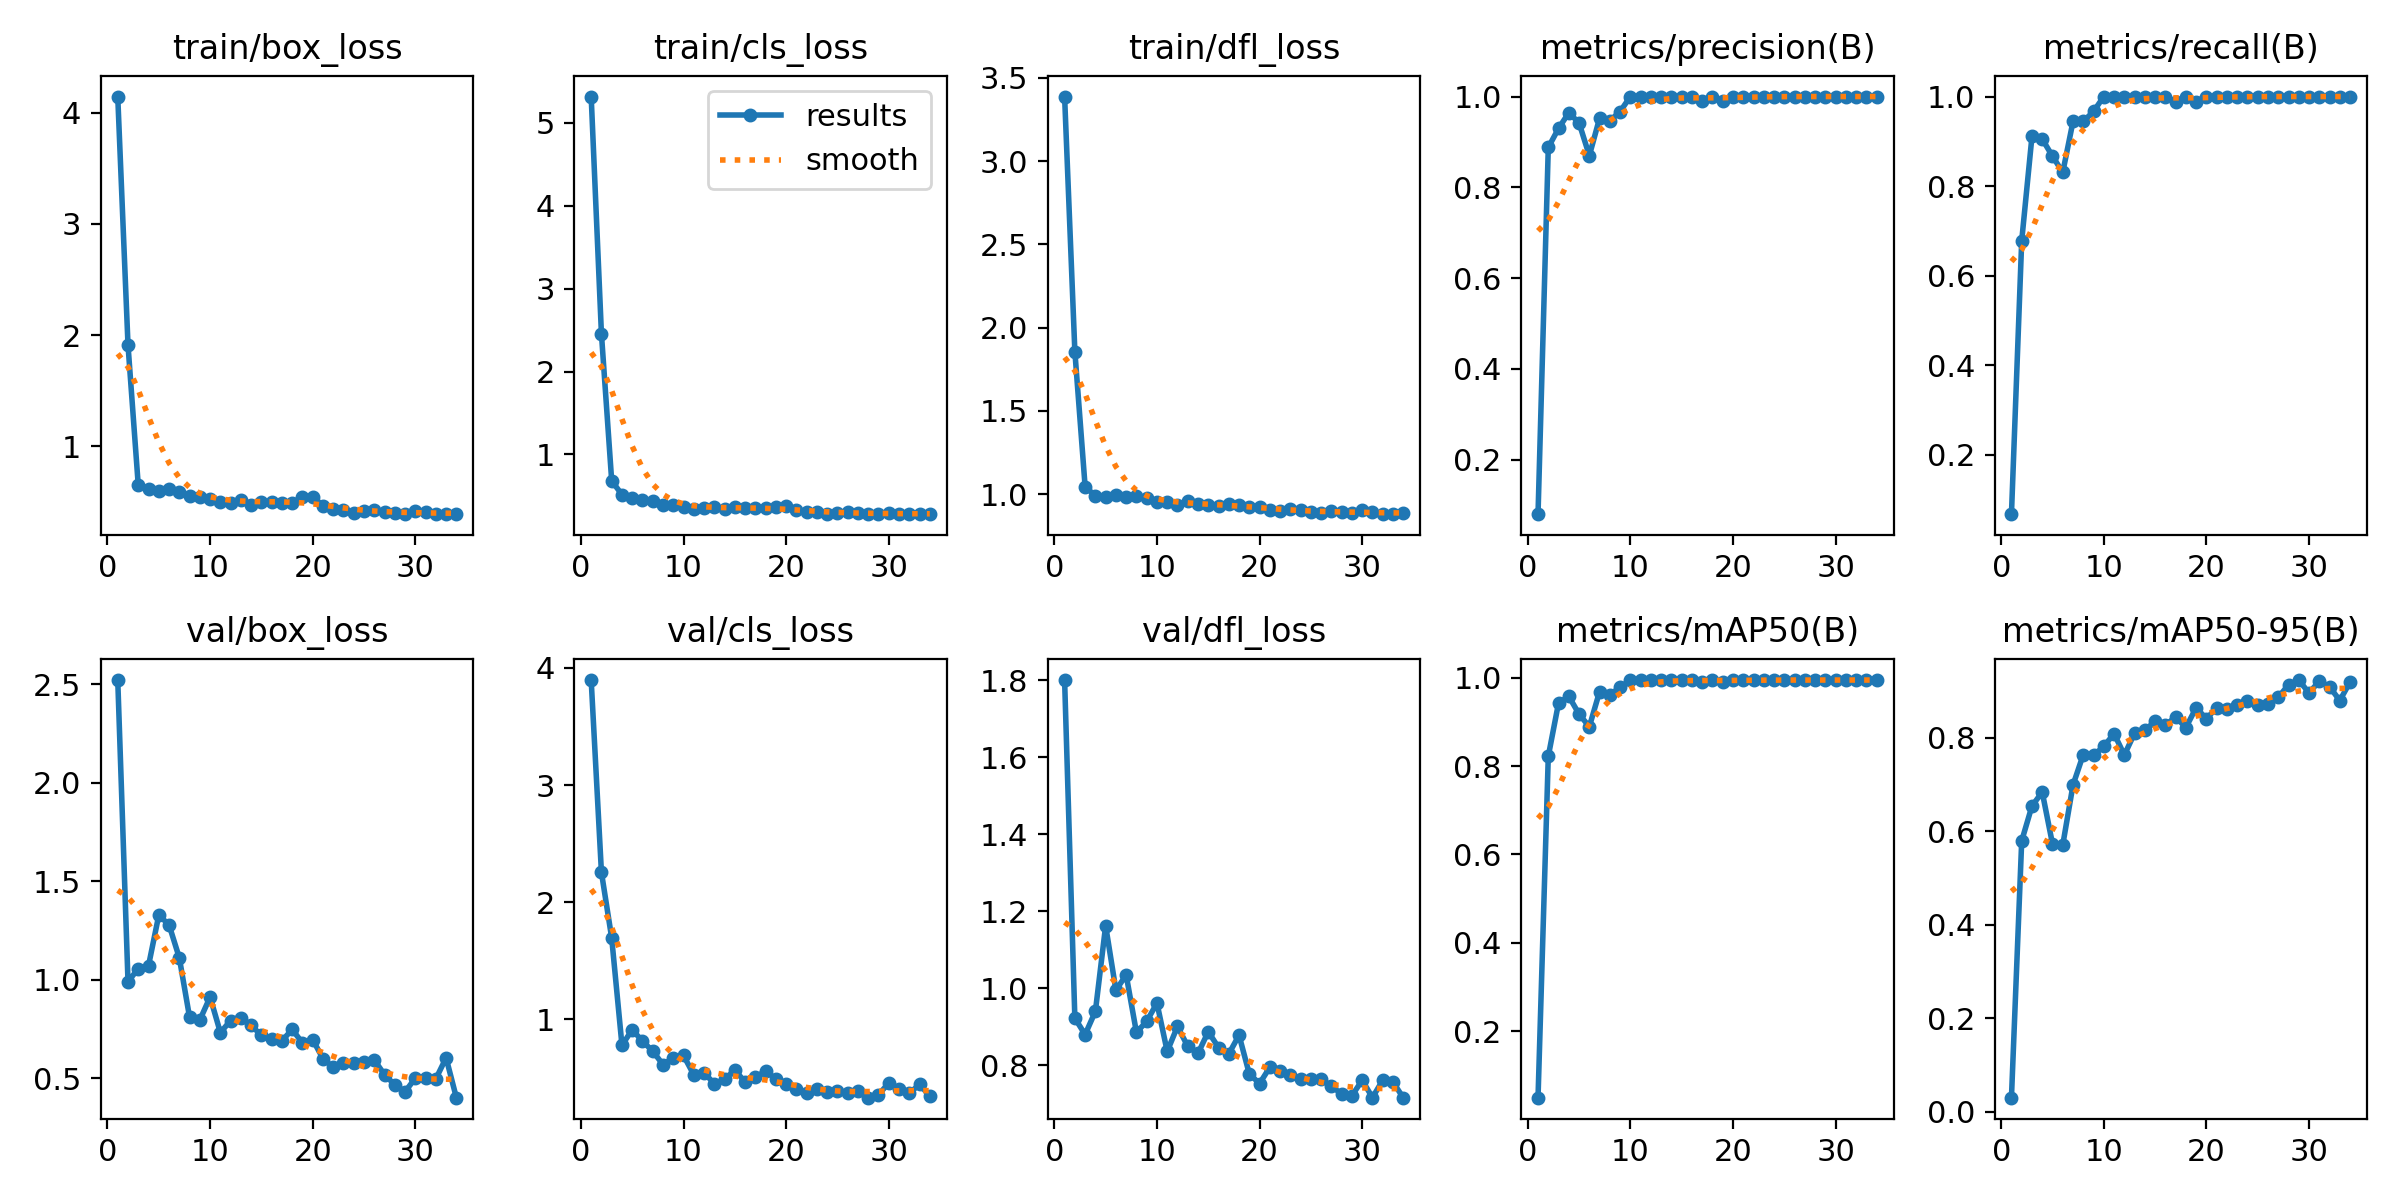 train/box_loss
4
3
2
1
0 10 20 30
train/cls_loss
results
smooth
5
4
3
2
1
0 10 20 30
train/dfl_loss
3.5
3.0
2.5
2.0
1.5
1.0
0 10 20 30
metrics/precision(B)
1.0
0.8
0.6
0.4
0.2
0 10 20 30
metrics/recall(B)
1.0
0.8
0.6
0.4
0.2
0 10 20 30
val/box_loss
2.5
2.0
1.5
1.0
0.5
0 10 20 30
val/cls_loss
4
3
2
1
0 10 20 30
val/dfl_loss
1.8
1.6
1.4
1.2
1.0
0.8
0 10 20 30
metrics/mAP50(B)
1.0
0.8
0.6
0.4
0.2
0 10 20 30
metrics/mAP50-95(B)
0.8
0.6
0.4
0.2
0.0
0 10 20 30